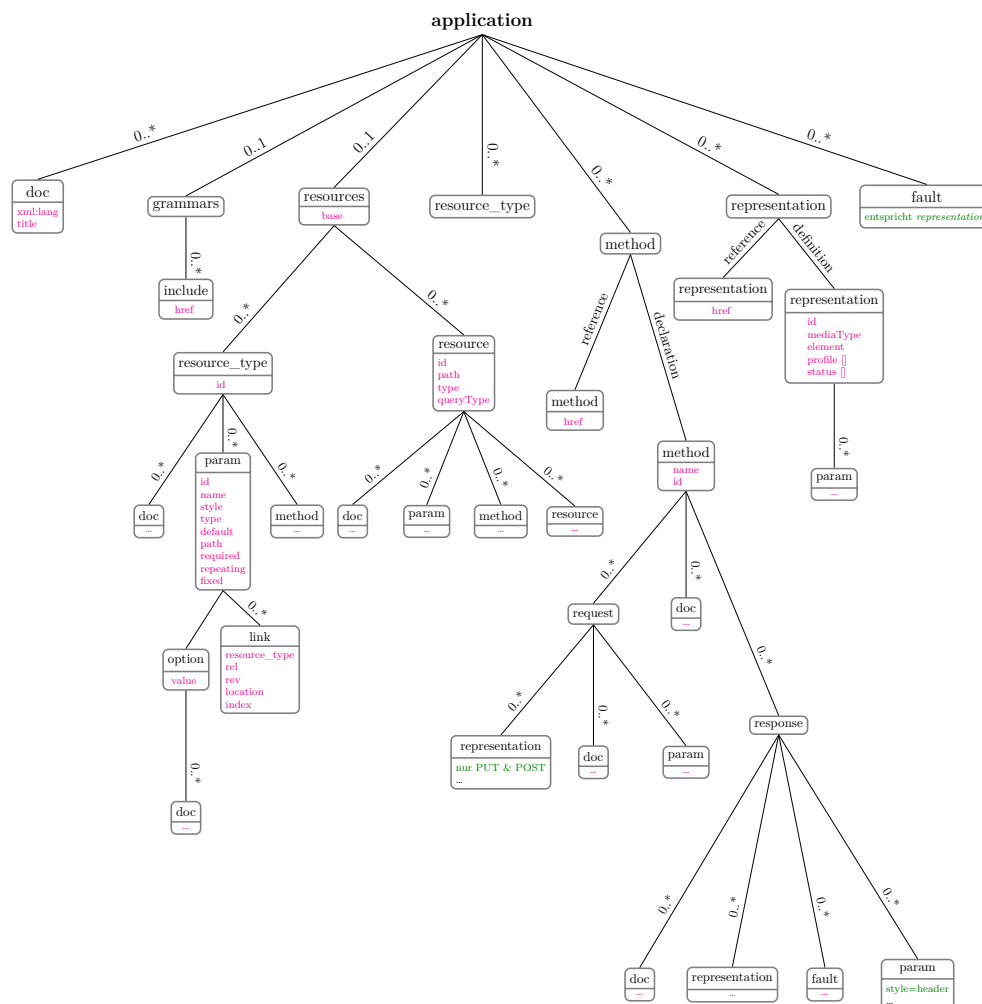 application
0..*
0..1
0..1
0..*
0..*
0..*
0..*
doc
xml:lang
title
grammars
resources
base
resource_type
representation
fault
entspricht representation
method
0..*
0..*
0..*
reference
declaration
reference
definition
include
href
representation
href
representation
id
mediaType
element
profile []
status []
resource_type
id
resource
id
path
type
queryType
method
href
0..*
0..*
0..*
0..*
0..*
0..*
0..*
0..*
method
name
id
param
...
doc
...
param
id
name
style
type
default
path
required
repeating
fixed
method
...
doc
...
param
...
method
...
resource
...
0..*
0..*
0..*
0..*
request
doc
...
option
value
link
resource_type
rel
rev
location
index
0..*
0..*
0..*
0..*
response
representation
nur PUT & POST
...
doc
...
param
...
doc
...
0..*
0..*
0..*
0..*
doc
...
representation
...
fault
...
param
style=header
...